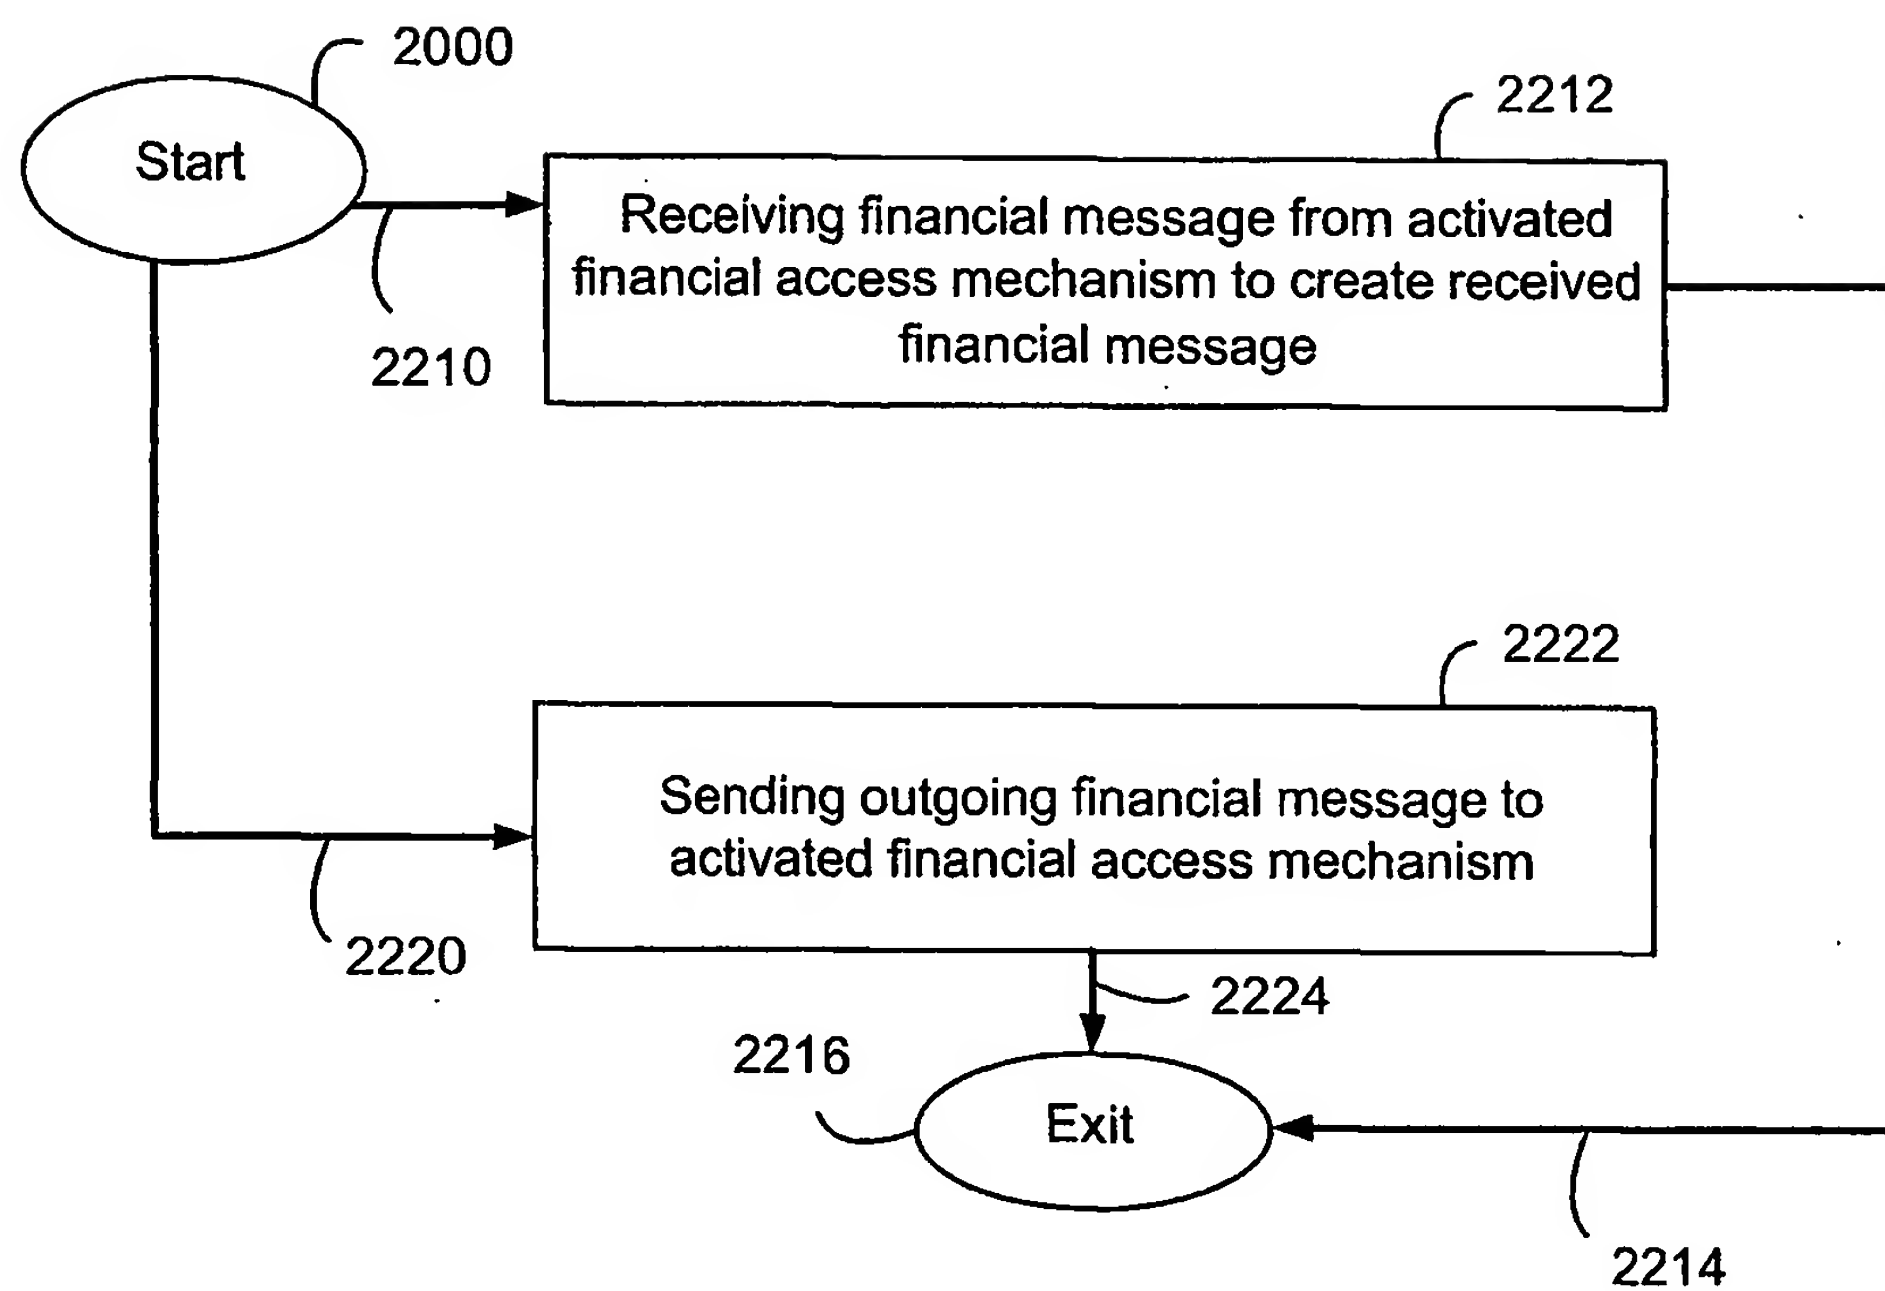 2000
Start
2212
Receiving financial message from activated
financial access mechanism to create received
financial message
2210
2222
Sending outgoing financial message to
activated financial access mechanism
2220
2224
2216
Exit
2214